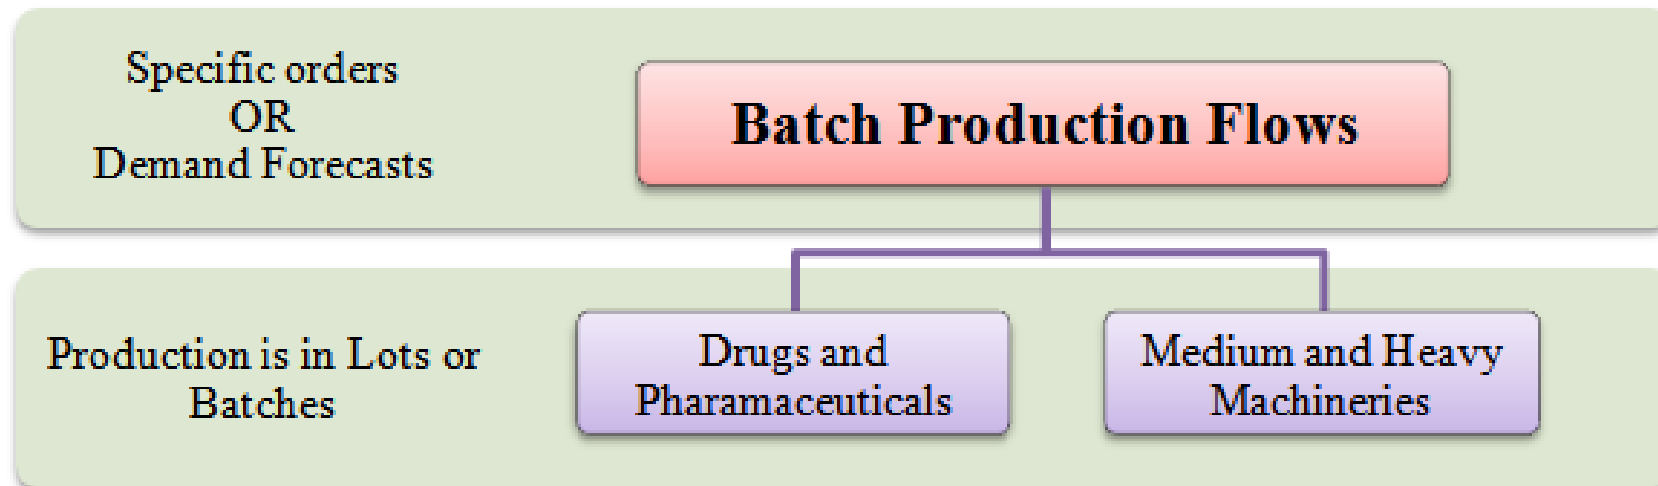 Specific orders
OR
Demand Forecasts
Batch Production Flows
Production is in Lots or
Batches
Drugs and
Pharamaceuticals
Medium and Heavy
Machineries